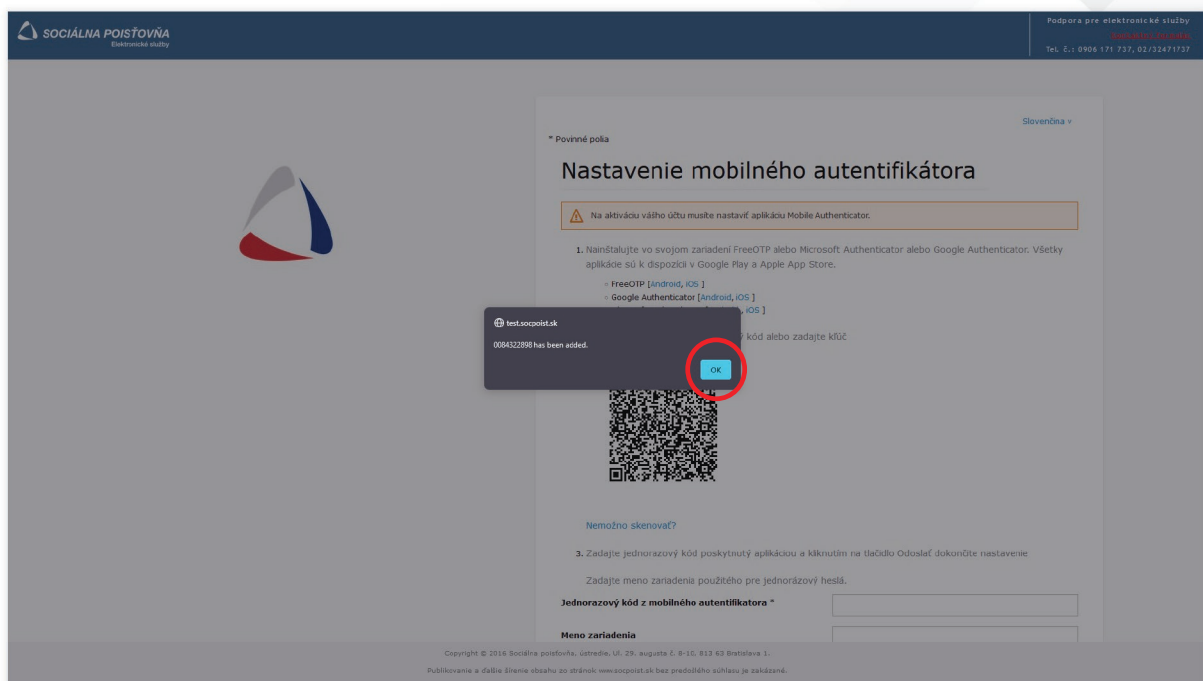 SOCIÁLNA POISŤOVŇA
Elektronické služby
Podpora pre elektronické služby
Tel. č.: 0906 171 737, 02/32471737
Slovenčina
* Povinné polia
Nastavenie mobilného autentifikátora
Na aktiváciu vášho účtu musíte nastaviť aplikáciu Mobile Authenticator.
1. Nainštalujte vo svojom zariadení FreeOTP alebo Microsoft Authenticator alebo Google Authenticator. Všetky
aplikácie sú k dispozícii v Google Play a Apple App Store.
FreeOTP [Android, iOS ]
Google Authenticator [Android, iOS ]
, iOS ]
test.socpoist.sk
kód alebo zadajte kľúč
0084322898 has been added.
OK
Nemožno skenovať?
3. Zadajte jednorazový kód poskytnutý aplikáciou a kliknutím na tlačidlo Odoslať dokončite nastavenie
Zadajte meno zariadenia použitého pre jednorázový heslá.
Jednorazový kód z mobilného autentifikatora *
Meno zariadenia
Copyright © 2016 Sociálna poisťovňa, ústredie, Ul. 29. augusta č. 8-10, 813 63 Bratislava 1.
Publikovanie a ďalšie šírenie obsahu zo stránok www.socpoist.sk bez predošlého súhlasu je zakázané.